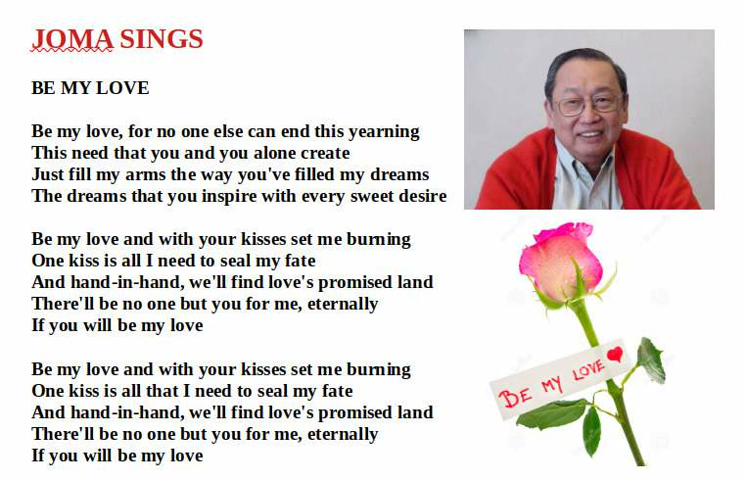 JOMA SINGS
BE MY LOVE
Be my love, for no one else can end this yearning
This need that you and you alone create
Just fill my arms the way you've filled my dreams
The dreams that you inspire with every sweet desire
Be my love and with your kisses set me burning
One kiss is all I need to seal my fate
And hand-in-hand, we'll find love's promised land
There'll be no one but you for me, eternally
If you will be my love
Be my love and with your kisses set me burning
One kiss is all that I need to seal my fate
And hand-in-hand, we'll find love's promised land
There'll be no one but you for me, eternally
If you will be my love
BE MY LOVE